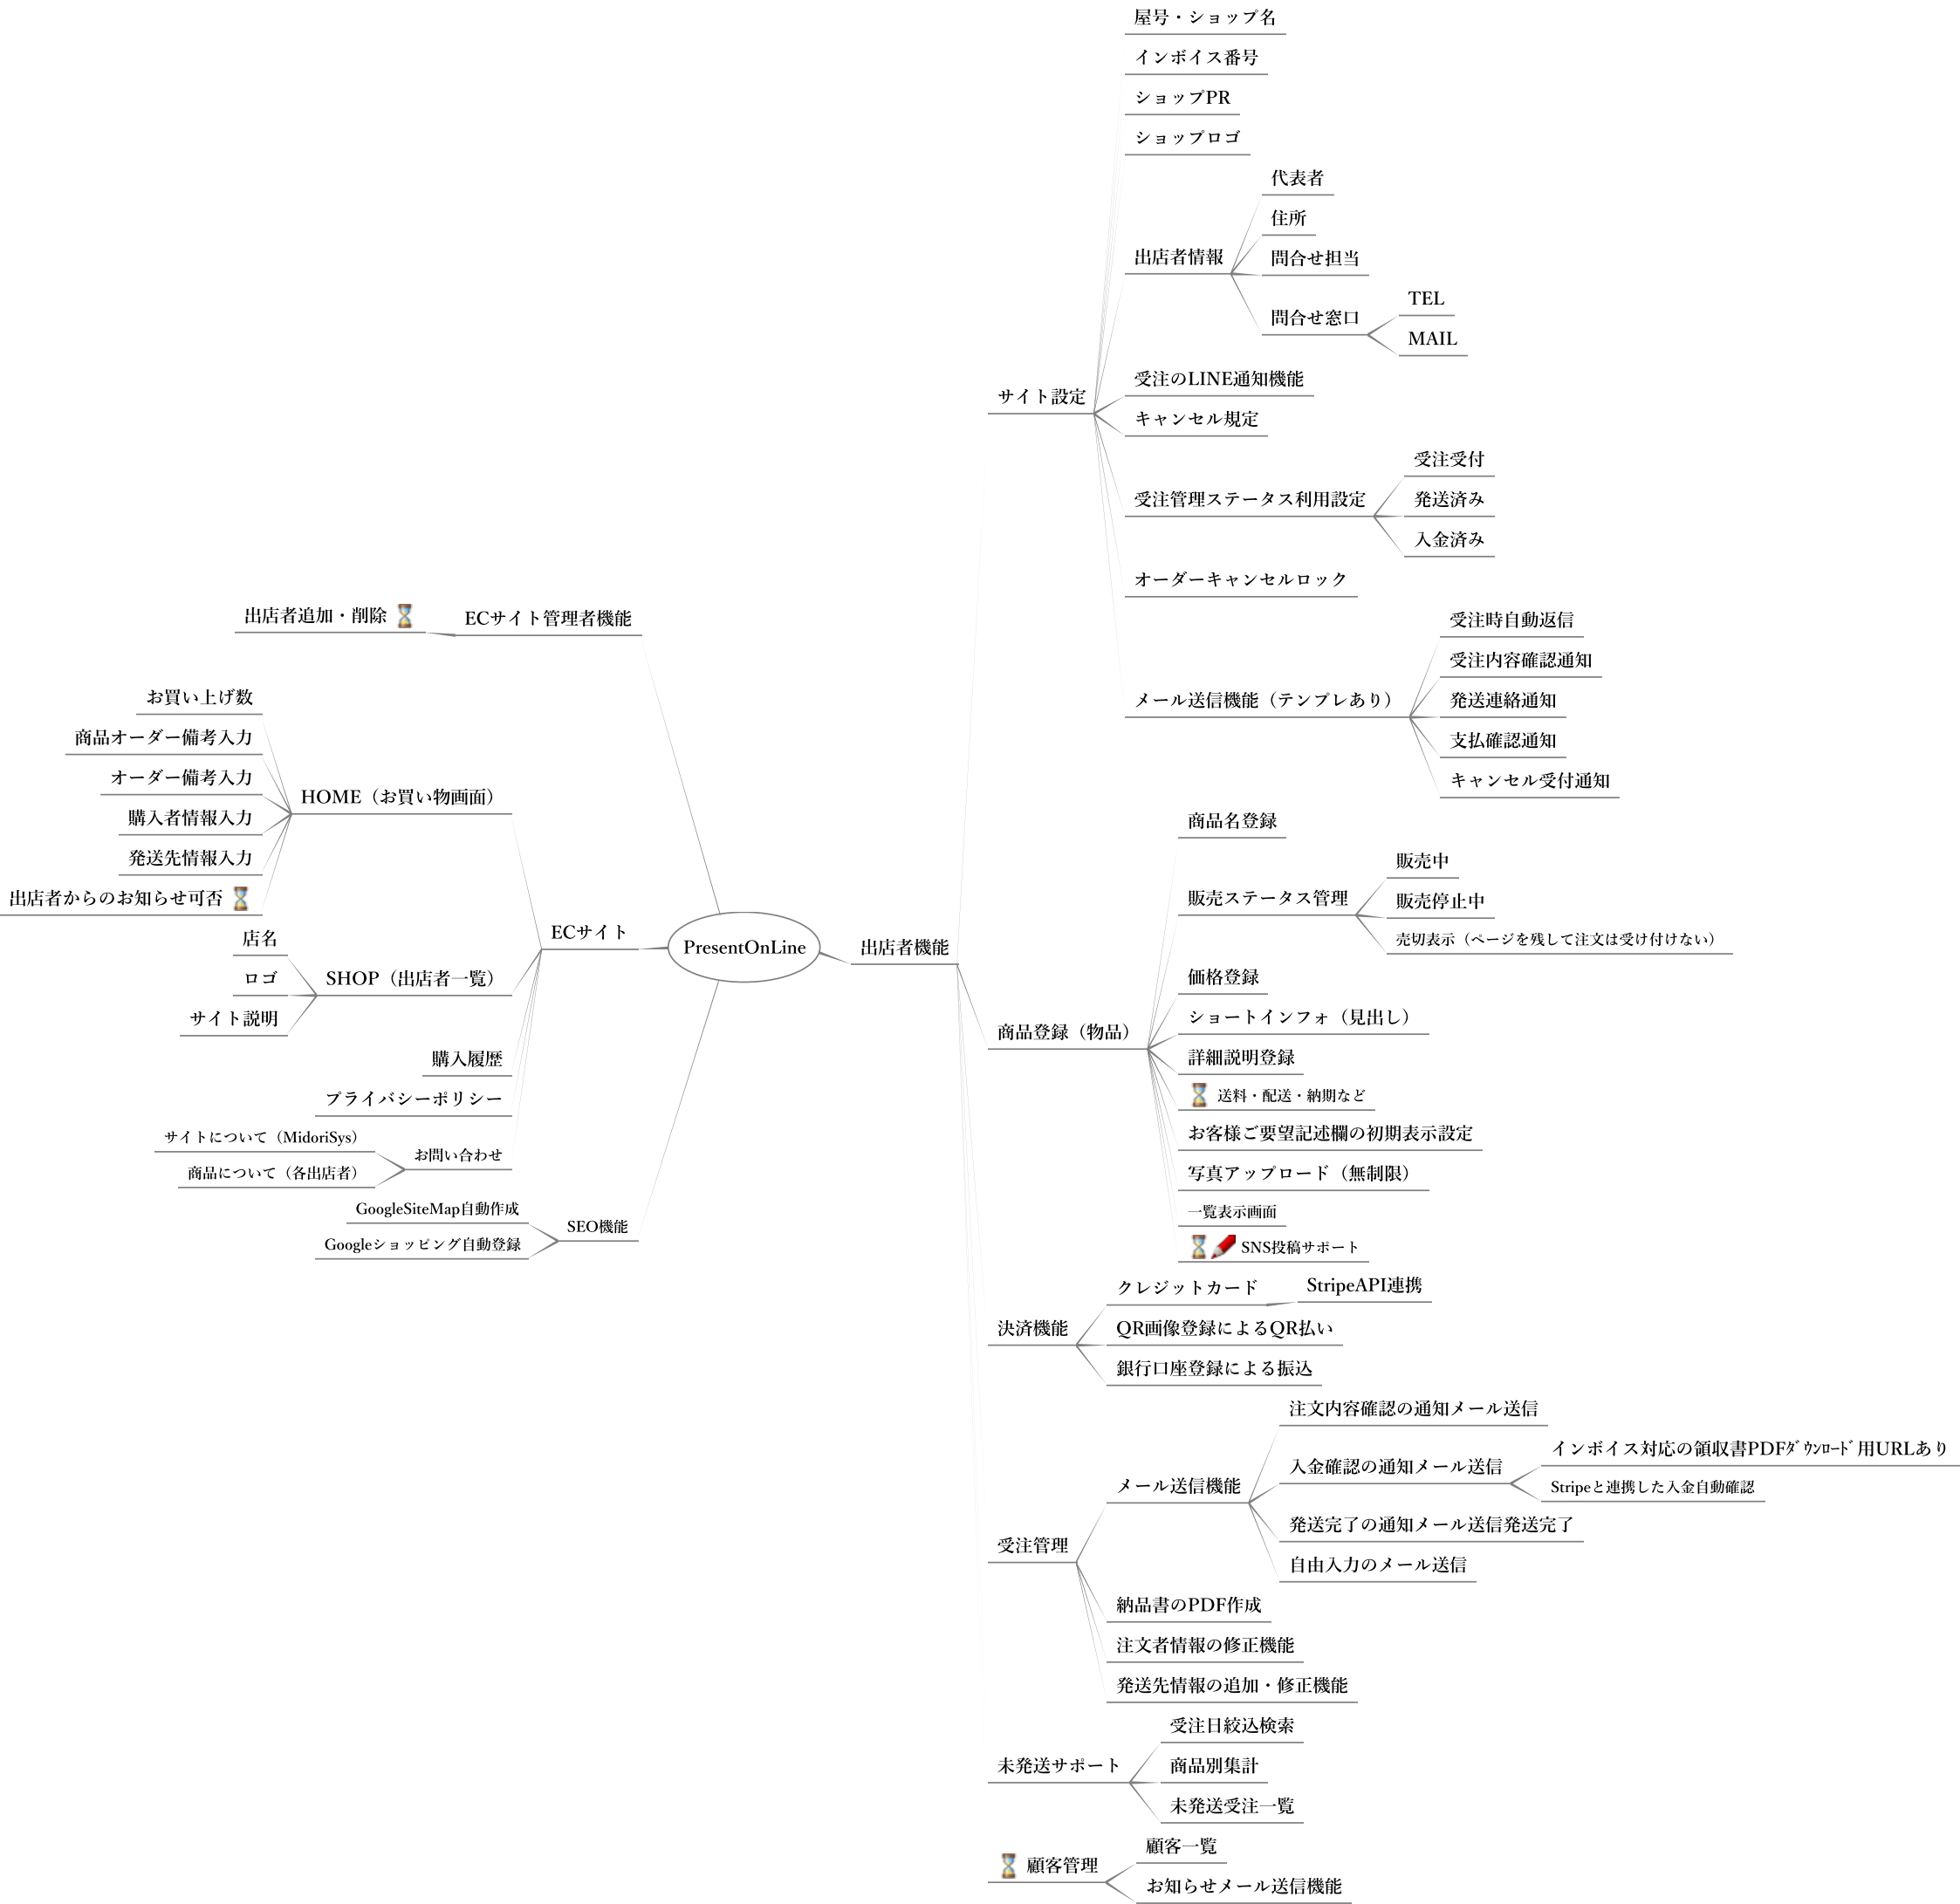 PresentOnLine
ECサイト管理者機能
出店者追加・削除
ECサイト
HOME（お買い物画面）
お買い上げ数
商品オーダー備考入力
オーダー備考入力
購入者情報入力
発送先情報入力
出店者からのお知らせ可否
SHOP（出店者一覧）
店名
ロゴ
サイト説明
購入履歴
プライバシーポリシー
お問い合わせ
サイトについて（MidoriSys）
商品について（各出店者）
SEO機能
GoogleSiteMap自動作成
Googleショッピング自動登録
出店者機能
サイト設定
屋号・ショップ名
インボイス番号
ショップPR
ショップロゴ
出店者情報
代表者
住所
問合せ担当
問合せ窓口
TEL
MAIL
受注のLINE通知機能
キャンセル規定
受注管理ステータス利用設定
受注受付
発送済み
入金済み
オーダーキャンセルロック
メール送信機能（テンプレあり）
受注時自動返信
受注内容確認通知
発送連絡通知
支払確認通知
キャンセル受付通知
商品登録（物品）
商品名登録
販売ステータス管理
販売中
販売停止中
売切表示（ページを残して注文は受け付けない）
価格登録
ショートインフォ（見出し）
詳細説明登録
送料・配送・納期など
お客様ご要望記述欄の初期表示設定
写真アップロード（無制限）
一覧表示画面
SNS投稿サポート
決済機能
クレジットカード
StripeAPI連携
QR画像登録によるQR払い
銀行口座登録による振込
受注管理
メール送信機能
注文内容確認の通知メール送信
入金確認の通知メール送信
インボイス対応の領収書PDFﾀﾞｳﾝﾛｰﾄﾞ用URLあり
Stripeと連携した入金自動確認
発送完了の通知メール送信発送完了
自由入力のメール送信
納品書のPDF作成
注文者情報の修正機能
発送先情報の追加・修正機能
未発送サポート
受注日絞込検索
商品別集計
未発送受注一覧
顧客管理
顧客一覧
お知らせメール送信機能